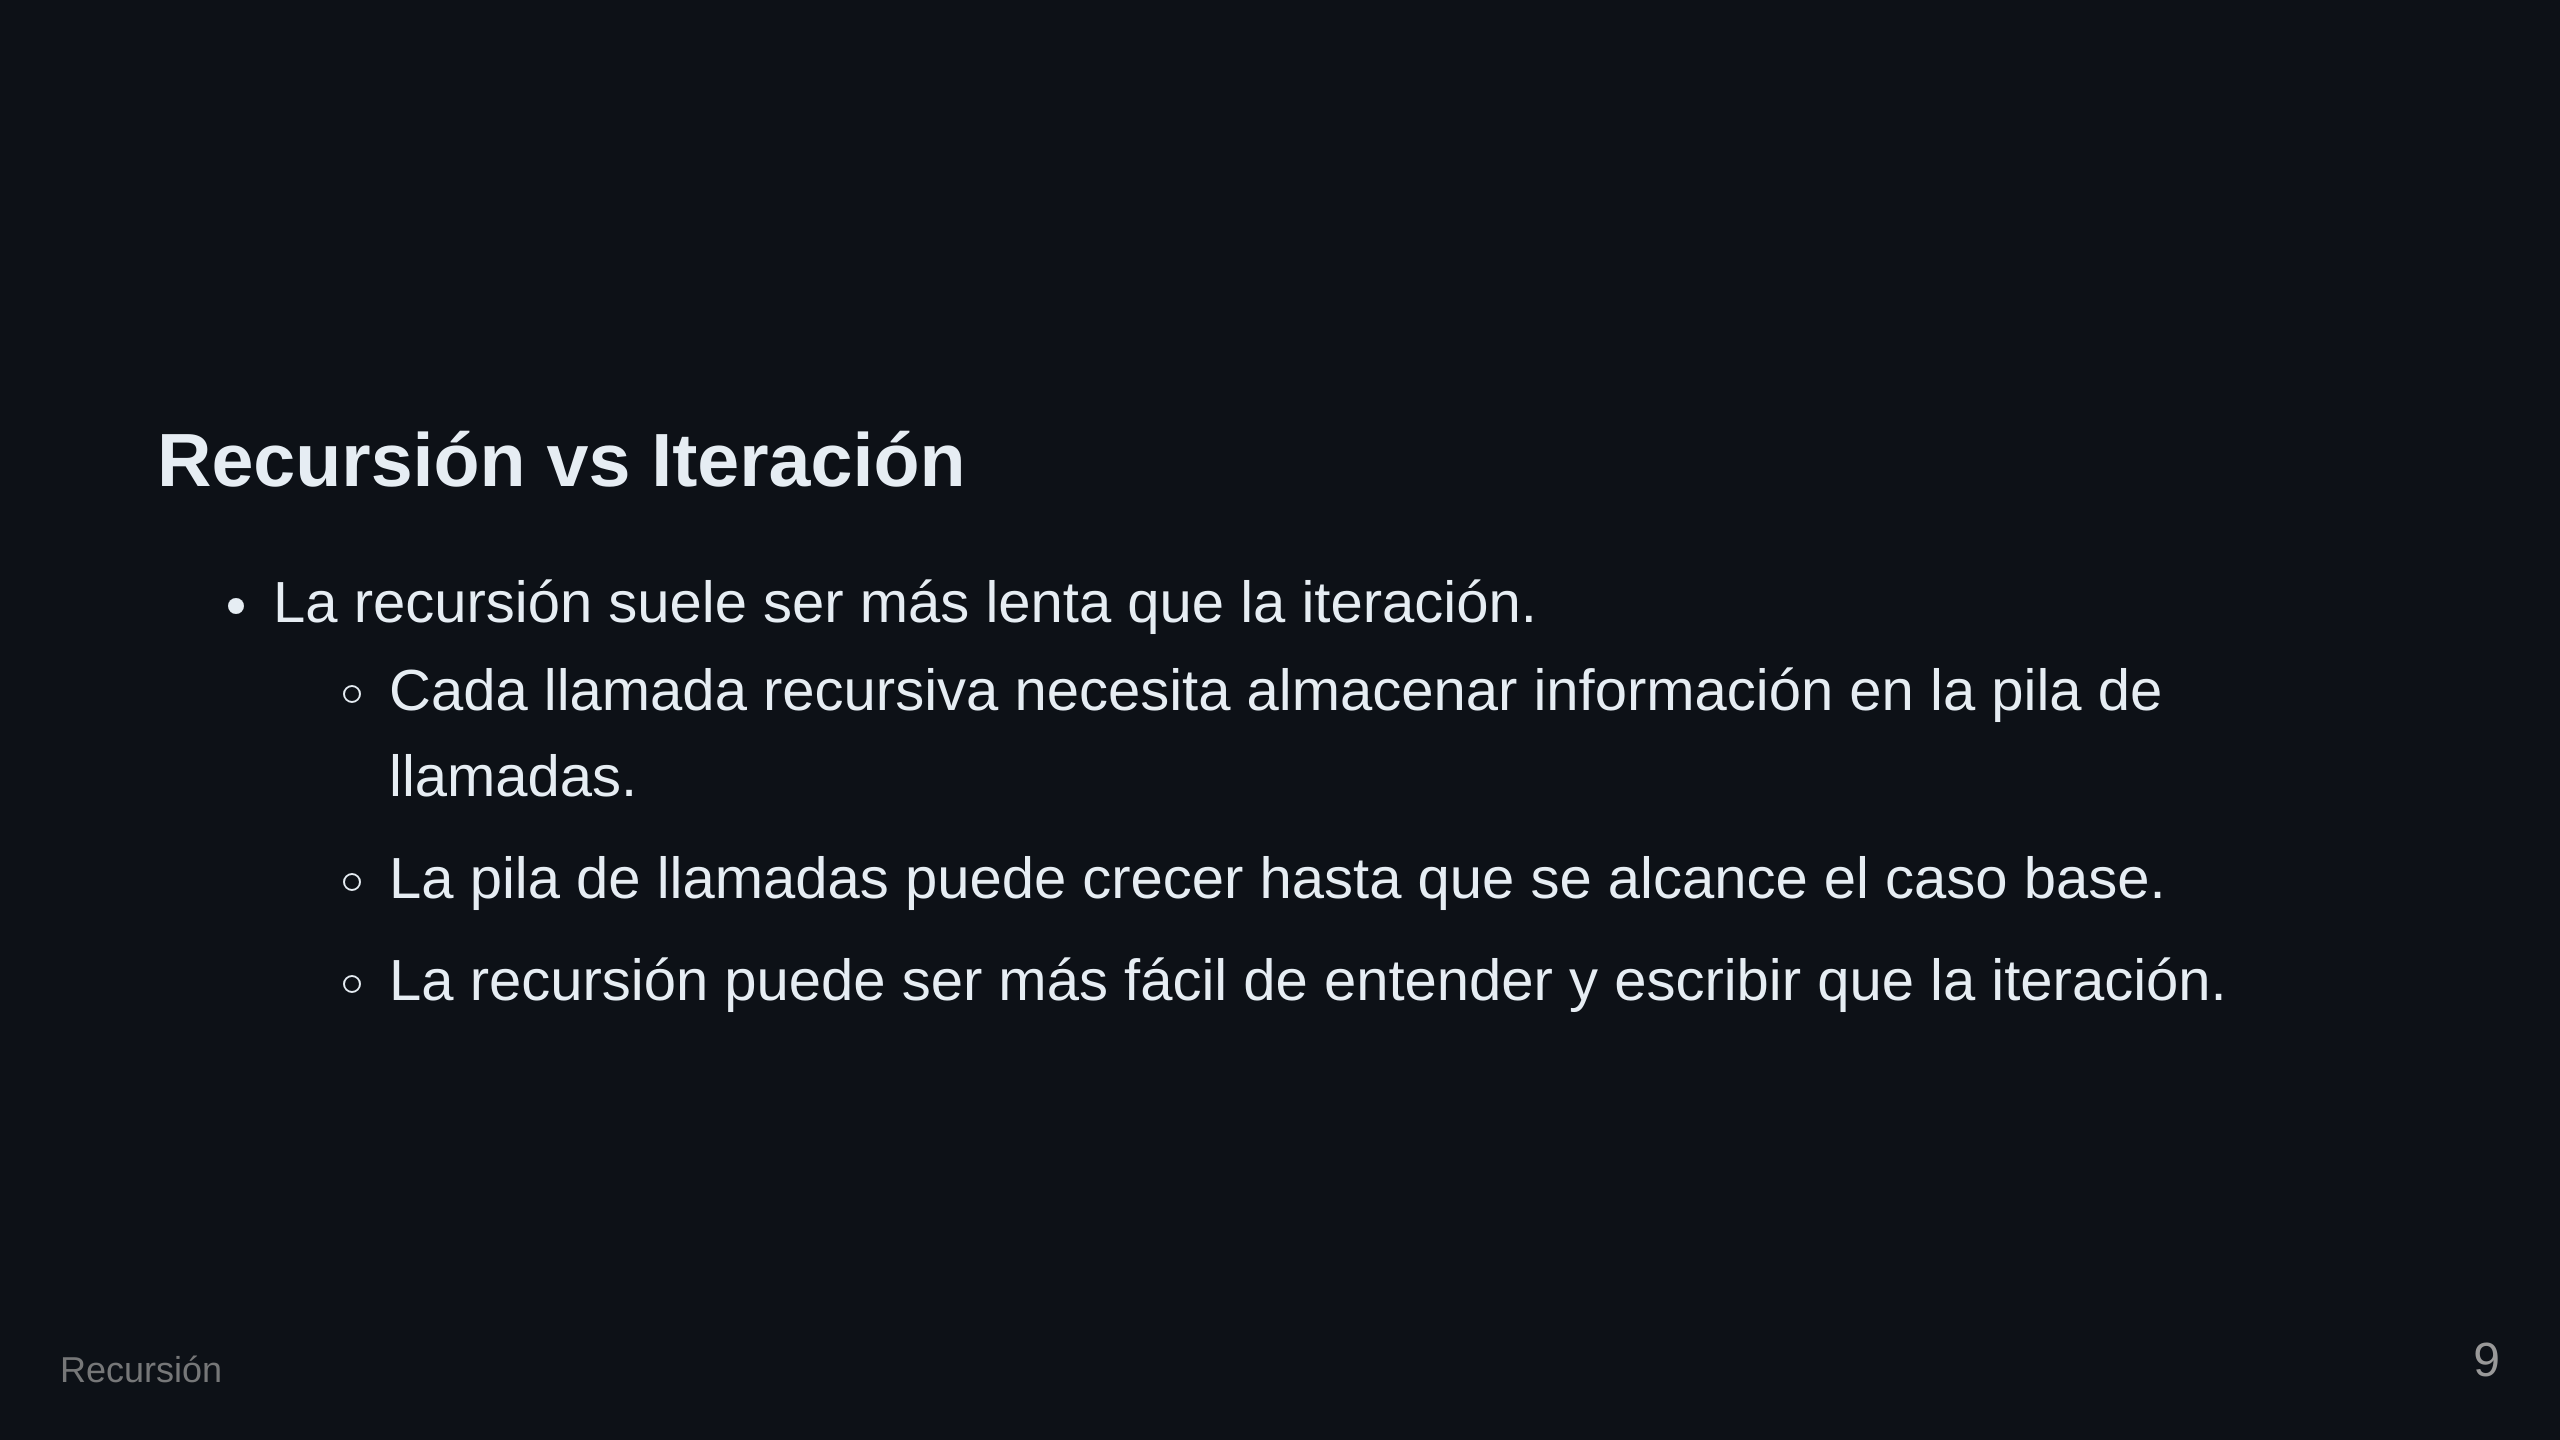 Recursión vs Iteración
• La recursión suele ser más lenta que la iteración.
◦ Cada llamada recursiva necesita almacenar información en la pila de
llamadas.
◦ La pila de llamadas puede crecer hasta que se alcance el caso base.
◦ La recursión puede ser más fácil de entender y escribir que la iteración.
Recursión
9